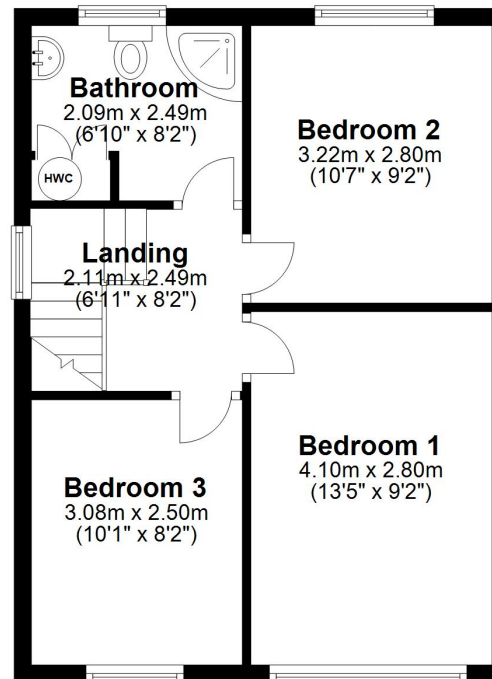 Bathroom
2.09m x 2.49m
(6'10" x 8'2")
HWC
Bedroom 2
3.22m x 2.80m
(10'7" x 9'2")
Landing
2.11m x 2.49m
(6'11" x 8'2")
Bedroom 1
4.10m x 2.80m
(13'5" x 9'2")
Bedroom 3
3.08m x 2.50m
(10'1" x 8'2")